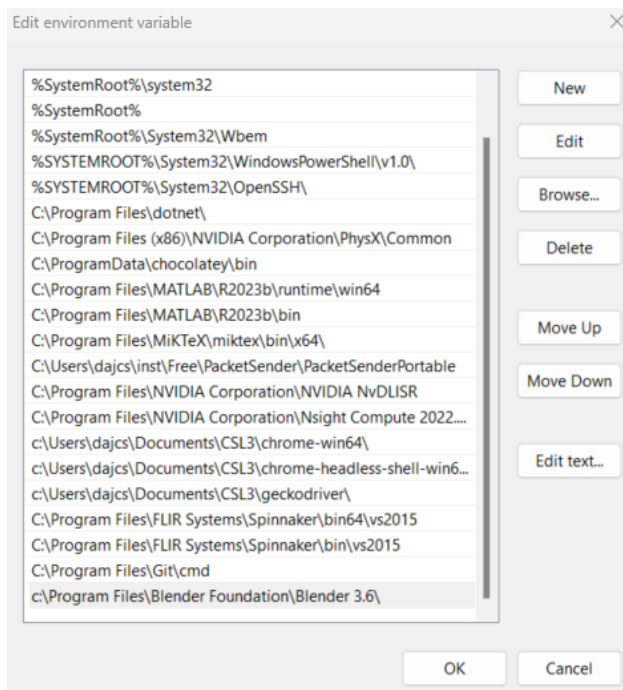 Edit environment variable
%SystemRoot%\system32
%SystemRoot%
%SystemRoot%\System32\Wbem
%SYSTEMROOT%\System32\WindowsPowerShell\v1.0\
%SYSTEMROOT%\System32\OpenSSH\
C:\Program Files\dotnet\
C:\Program Files (x86)\NVIDIA Corporation\PhysX\Common
C:\ProgramData\chocolatey\bin
C:\Program Files\MATLAB\R2023b\runtime\win64
C:\Program Files\MATLAB\R2023b\bin
C:\Program Files\MiKTeX\miktex\bin\x64\
C:\Users\dajcs\inst\Free\PacketSender\PacketSenderPortable
C:\Program Files\NVIDIA Corporation\NVIDIA NvDLISR
C:\Program Files\NVIDIA Corporation\Nsight Compute 2022....
c:\Users\dajcs\Documents\CSL3\chrome-win64\
c:\Users\dajcs\Documents\CSL3\chrome-headless-shell-win6...
c:\Users\dajcs\Documents\CSL3\geckodriver\
C:\Program Files\FLIR Systems\Spinnaker\bin64\vs2015
C:\Program Files\FLIR Systems\Spinnaker\bin\vs2015
C:\Program Files\Git\cmd
c:\Program Files\Blender Foundation\Blender 3.6\
New
Edit
Browse...
Delete
Move Up
Move Down
Edit text...
OK
Cancel